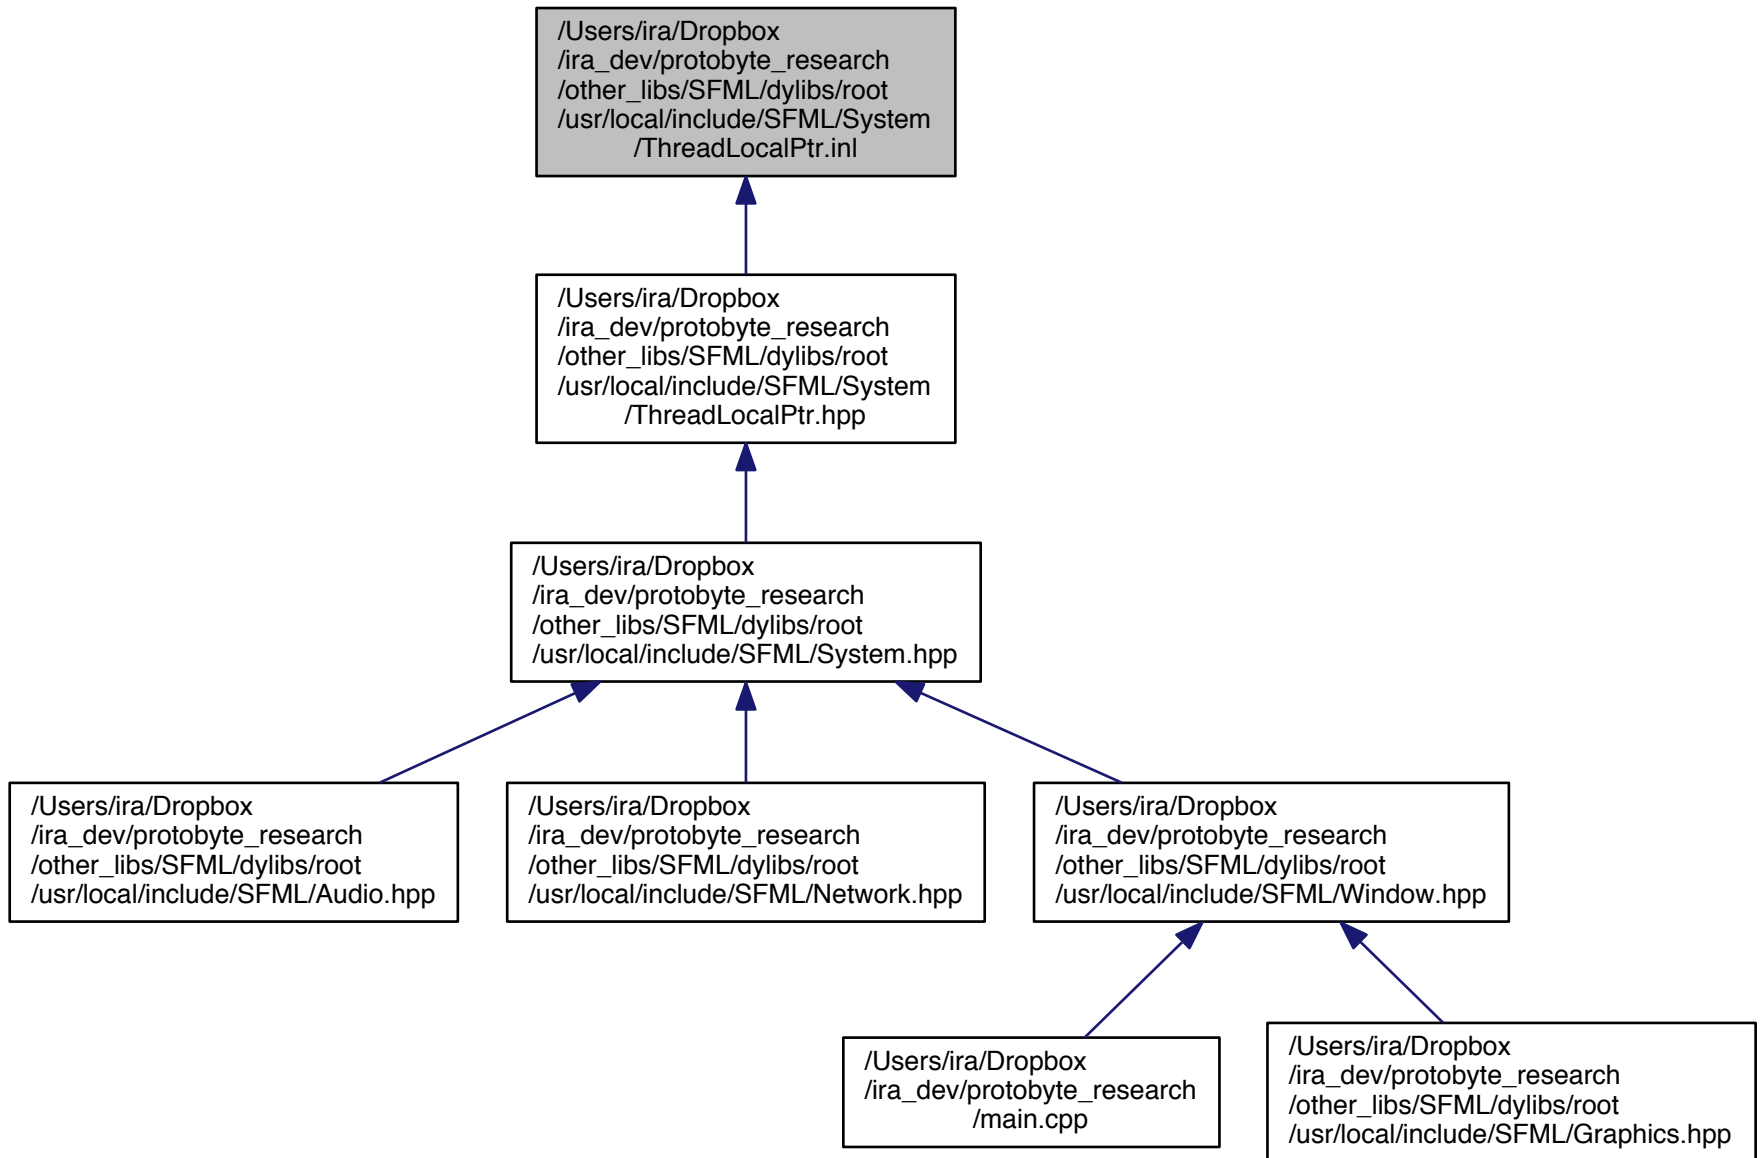 /Users/ira/Dropbox
/ira_dev/protobyte_research
/other_libs/SFML/dylibs/root
/usr/local/include/SFML/System
/ThreadLocalPtr.inl
/Users/ira/Dropbox
/ira_dev/protobyte_research
/other_libs/SFML/dylibs/root
/usr/local/include/SFML/System
/ThreadLocalPtr.hpp
/Users/ira/Dropbox
/ira_dev/protobyte_research
/other_libs/SFML/dylibs/root
/usr/local/include/SFML/System.hpp
/Users/ira/Dropbox
/ira_dev/protobyte_research
/other_libs/SFML/dylibs/root
/usr/local/include/SFML/Audio.hpp
/Users/ira/Dropbox
/ira_dev/protobyte_research
/other_libs/SFML/dylibs/root
/usr/local/include/SFML/Network.hpp
/Users/ira/Dropbox
/ira_dev/protobyte_research
/other_libs/SFML/dylibs/root
/usr/local/include/SFML/Window.hpp
/Users/ira/Dropbox
/ira_dev/protobyte_research
/main.cpp
/Users/ira/Dropbox
/ira_dev/protobyte_research
/other_libs/SFML/dylibs/root
/usr/local/include/SFML/Graphics.hpp